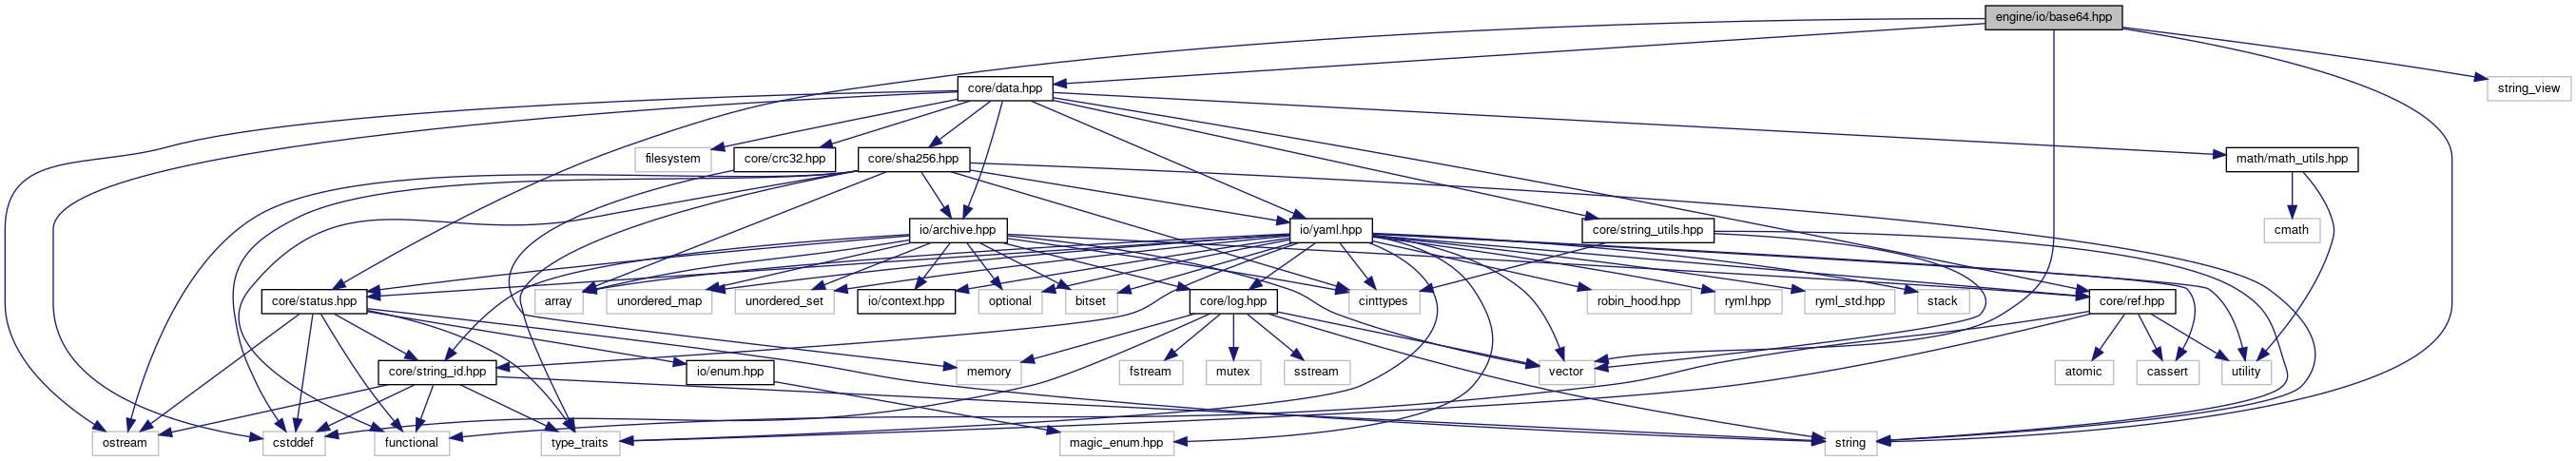 engine/io/base64.hpp
core/data.hpp
string_view
filesystem
core/crc32.hpp
core/sha256.hpp
math/math_utils.hpp
io/archive.hpp
io/yaml.hpp
core/string_utils.hpp
cmath
core/status.hpp
array
unordered_map
unordered_set
io/context.hpp
optional
bitset
core/log.hpp
cinttypes
robin_hood.hpp
ryml.hpp
ryml_std.hpp
stack
core/ref.hpp
core/string_id.hpp
io/enum.hpp
memory
fstream
mutex
sstream
vector
atomic
cassert
utility
ostream
cstddef
functional
type_traits
magic_enum.hpp
string